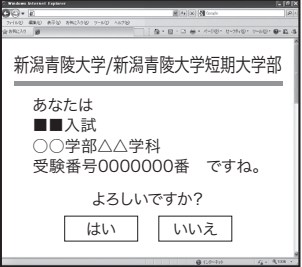 Windows Internet Explorer
Google
新潟青陵大学/新潟青陵大学短期大学部
あなたは
■■入試
○○学部△△学科
受験番号0000000番　ですね。
よろしいですか?
はい　いいえ